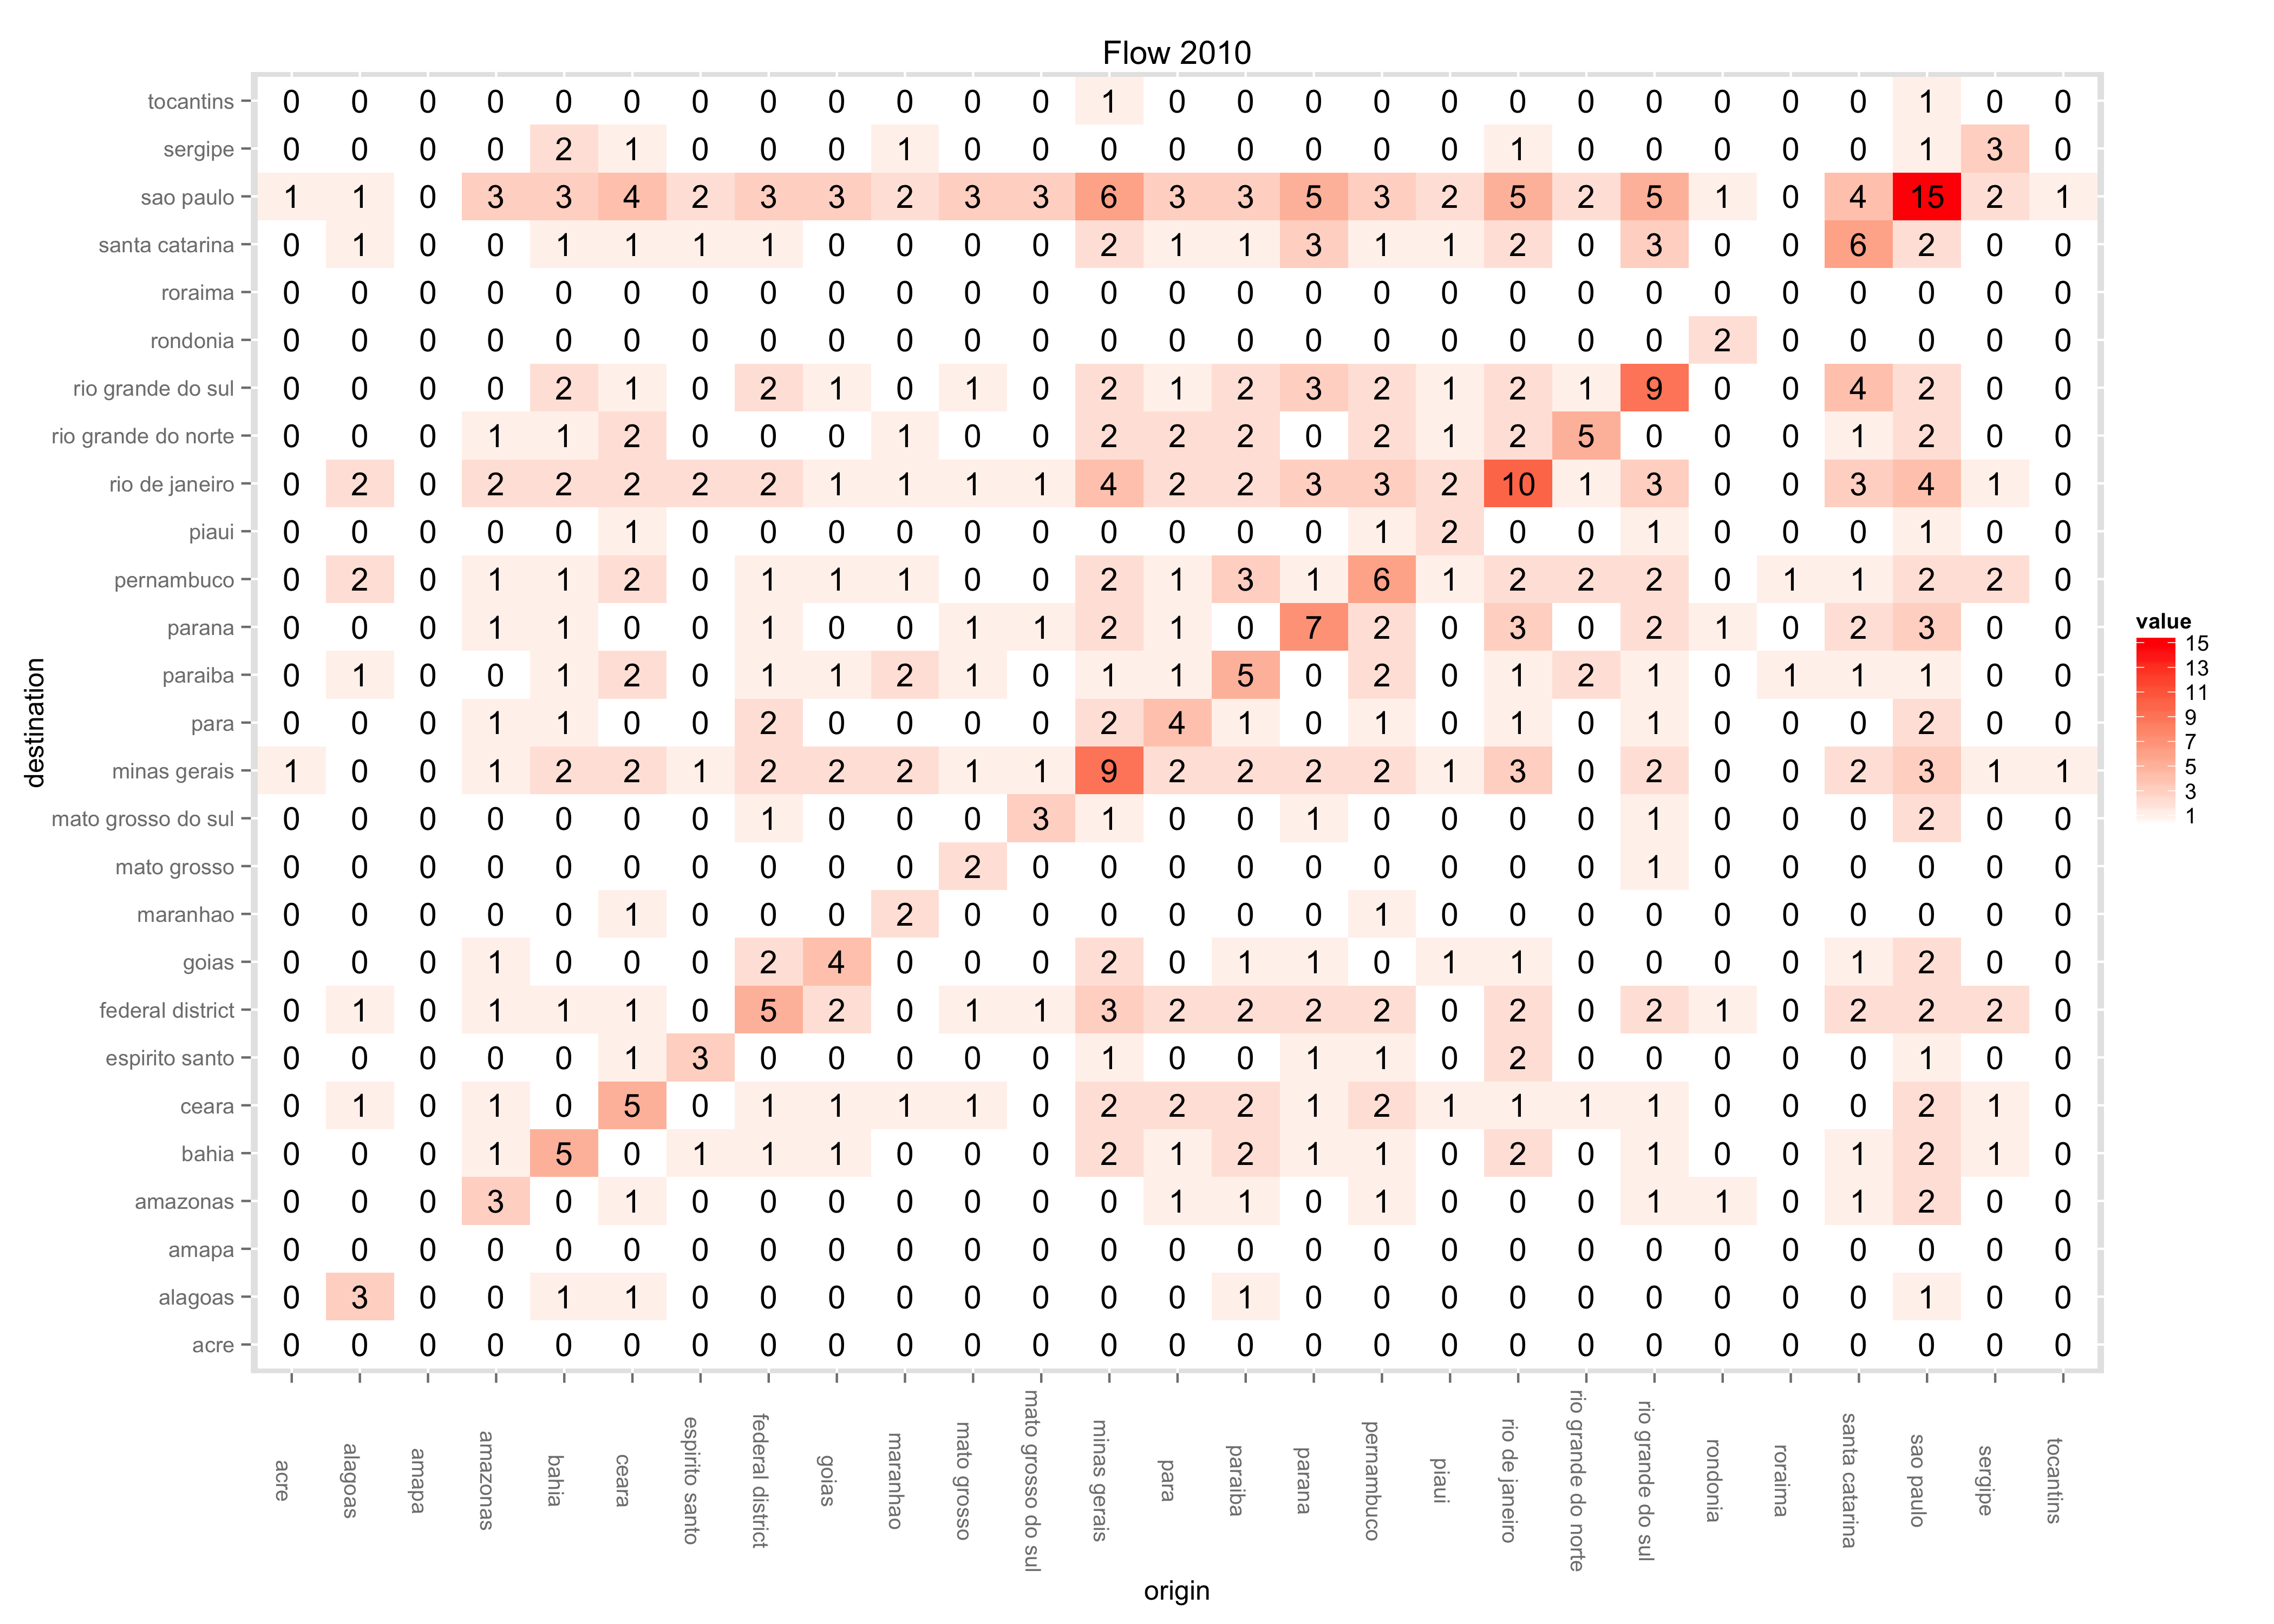 Flow 2010
tocantins 0 0 0 0 0 0 0 0 0 0 0 0 1 0 0 0 0 0 0 0 0 0 0 0 1 0 0
sergipe 0 0 0 0 2 1 0 0 0 1 0 0 0 0 0 0 0 0 1 0 0 0 0 0 1 3 0
sao paulo 1 1 0 3 3 4 2 3 3 2 3 3 6 3 3 5 3 2 5 2 5 1 0 4 15 2 1
santa catarina 0 1 0 0 1 1 1 1 0 0 0 0 2 1 1 3 1 1 2 0 3 0 0 6 2 0 0
roraima 0 0 0 0 0 0 0 0 0 0 0 0 0 0 0 0 0 0 0 0 0 0 0 0 0 0 0
rondonia 0 0 0 0 0 0 0 0 0 0 0 0 0 0 0 0 0 0 0 0 0 2 0 0 0 0 0
rio grande do sul 0 0 0 0 2 1 0 2 1 0 1 0 2 1 2 3 2 1 2 1 9 0 0 4 2 0 0
rio grande do norte 0 0 0 1 1 2 0 0 0 1 0 0 2 2 2 0 2 1 2 5 0 0 0 1 2 0 0
rio de janeiro 0 2 0 2 2 2 2 2 1 1 1 1 4 2 2 3 3 2 10 1 3 0 0 3 4 1 0
piaui 0 0 0 0 0 1 0 0 0 0 0 0 0 0 0 0 1 2 0 0 1 0 0 0 1 0 0
pernambuco 0 2 0 1 1 2 0 1 1 1 0 0 2 1 3 1 6 1 2 2 2 0 1 1 2 2 0
parana 0 0 0 1 1 0 0 1 0 0 1 1 2 1 0 7 2 0 3 0 2 1 0 2 3 0 0
paraiba 0 1 0 0 1 2 0 1 1 2 1 0 1 1 5 0 2 0 1 2 1 0 1 1 1 0 0
para 0 0 0 1 1 0 0 2 0 0 0 0 2 4 1 0 1 0 1 0 1 0 0 0 2 0 0
minas gerais 1 0 0 1 2 2 1 2 2 2 1 1 9 2 2 2 2 1 3 0 2 0 0 2 3 1 1
mato grosso do sul 0 0 0 0 0 0 0 1 0 0 0 3 1 0 0 1 0 0 0 0 1 0 0 0 2 0 0
mato grosso 0 0 0 0 0 0 0 0 0 0 2 0 0 0 0 0 0 0 0 0 1 0 0 0 0 0 0
maranhao 0 0 0 0 0 1 0 0 0 2 0 0 0 0 0 0 1 0 0 0 0 0 0 0 0 0 0
goias 0 0 0 1 0 0 0 2 4 0 0 0 2 0 1 1 0 1 1 0 0 0 0 1 2 0 0
federal district 0 1 0 1 1 1 0 5 2 0 1 1 3 2 2 2 2 0 2 0 2 1 0 2 2 2 0
espirito santo 0 0 0 0 0 1 3 0 0 0 0 0 1 0 0 1 1 0 2 0 0 0 0 0 1 0 0
ceara 0 1 0 1 0 5 0 1 1 1 1 0 2 2 2 1 2 1 1 1 1 0 0 0 2 1 0
bahia 0 0 0 1 5 0 1 1 1 0 0 0 2 1 2 1 1 0 2 0 1 0 0 1 2 1 0
amazonas 0 0 0 3 0 1 0 0 0 0 0 0 0 1 1 0 1 0 0 0 1 1 0 1 2 0 0
amapa 0 0 0 0 0 0 0 0 0 0 0 0 0 0 0 0 0 0 0 0 0 0 0 0 0 0 0
alagoas 0 3 0 0 1 1 0 0 0 0 0 0 0 0 1 0 0 0 0 0 0 0 0 0 1 0 0
acre 0 0 0 0 0 0 0 0 0 0 0 0 0 0 0 0 0 0 0 0 0 0 0 0 0 0 0
destination
acre
alagoas
amapa
amazonas
bahia
ceara
espirito santo
federal district
goias
maranhao
mato grosso
mato grosso do sul
minas gerais
para
paraiba
parana
pernambuco
piaui
rio de janeiro
rio grande do norte
rio grande do sul
rondonia
roraima
santa catarina
sao paulo
sergipe
tocantins
origin
value
15
13
11
9
7
5
3
1